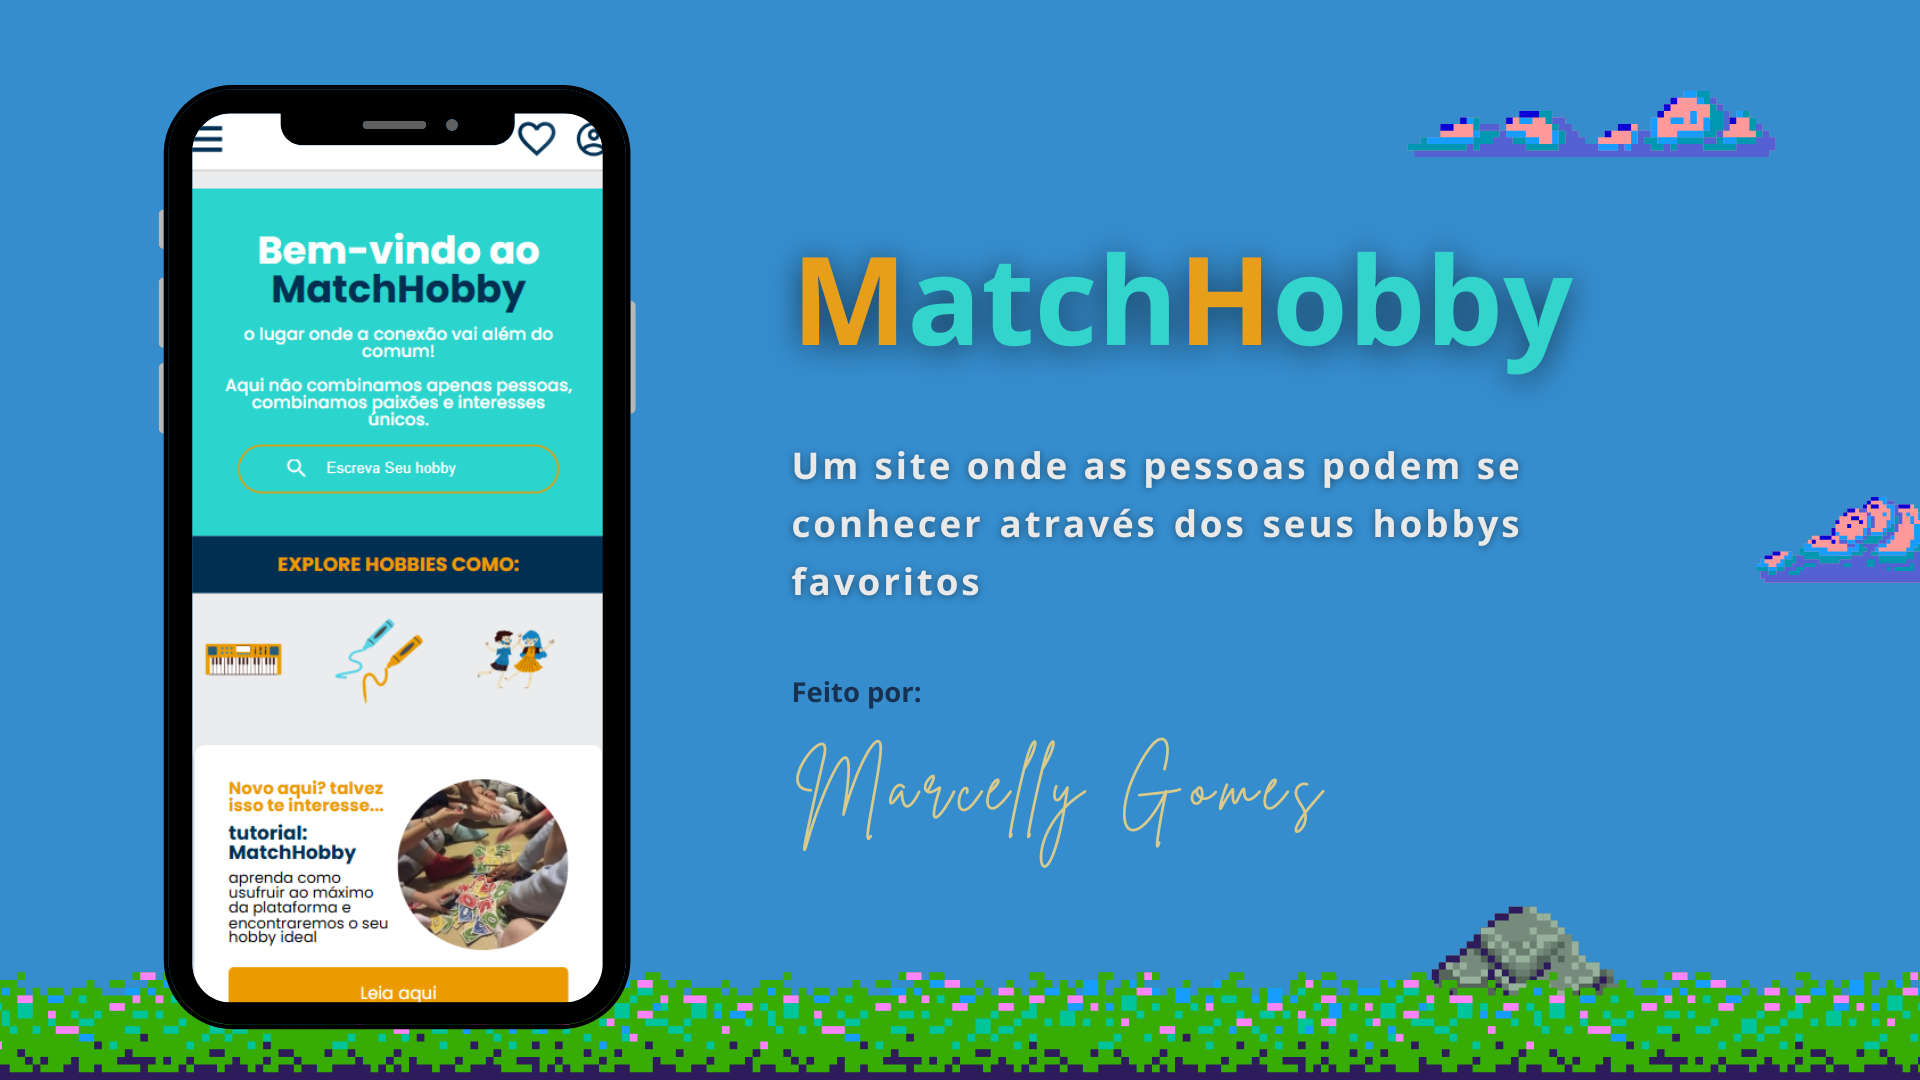 Bem-vindo ao
MatchHobby
o lugar onde a conexão vai além do
comum!
Aqui não combinamos apenas pessoas,
combinamos paixões e interesses
únicos.
Escreva Seu hobby
EXPLORE HOBBIES COMO:
Novo aqui? talvez
isso te interesse...
tutorial:
MatchHobby
aprenda como
usufruir ao máximo
da plataforma e
encontraremos o seu
hobby ideal
Leia aqui
MatchHobby
Um site onde as pessoas podem se
conhecer através dos seus hobbys
favoritos
Feito por:
Marcelly Gomes